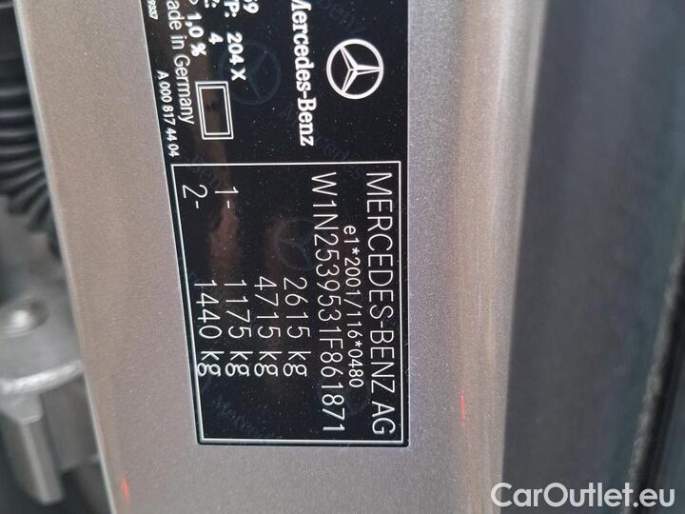 Mercedes-Benz
TP: 204 X
: 4
1,0 %
ade in Germany
A 000 817 44 04
MERCEDES-BENZ AG
e1*2001/116*0480
W1N2539531F861871
2615 kg
4715 kg
1- 1175 kg
2- 1440 kg
CarOutlet.eu